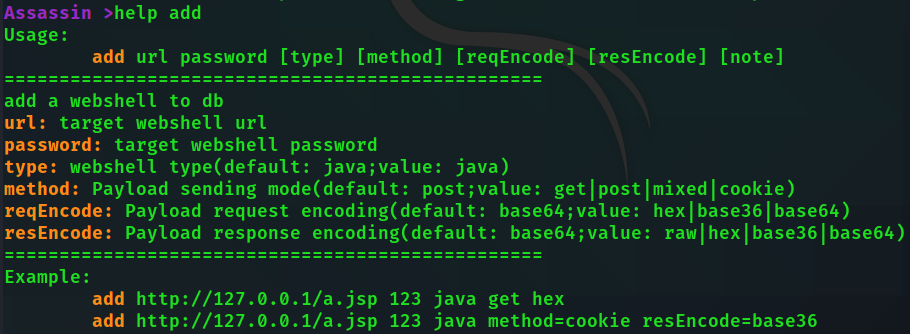 Assassin >help add
Usage:
        add url password [type] [method] [reqEncode] [resEncode] [note]
=================================================
add a webshell to db
url: target webshell url
password: target webshell password
type: webshell type(default: java;value: java)
method: Payload sending mode(default: post;value: get|post|mixed|cookie)
reqEncode: Payload request encoding(default: base64;value: hex|base36|base64)
resEncode: Payload response encoding(default: base64;value: raw|hex|base36|base64)
=================================================
Example:
        add http://127.0.0.1/a.jsp 123 java get hex
        add http://127.0.0.1/a.jsp 123 java method=cookie resEncode=base36